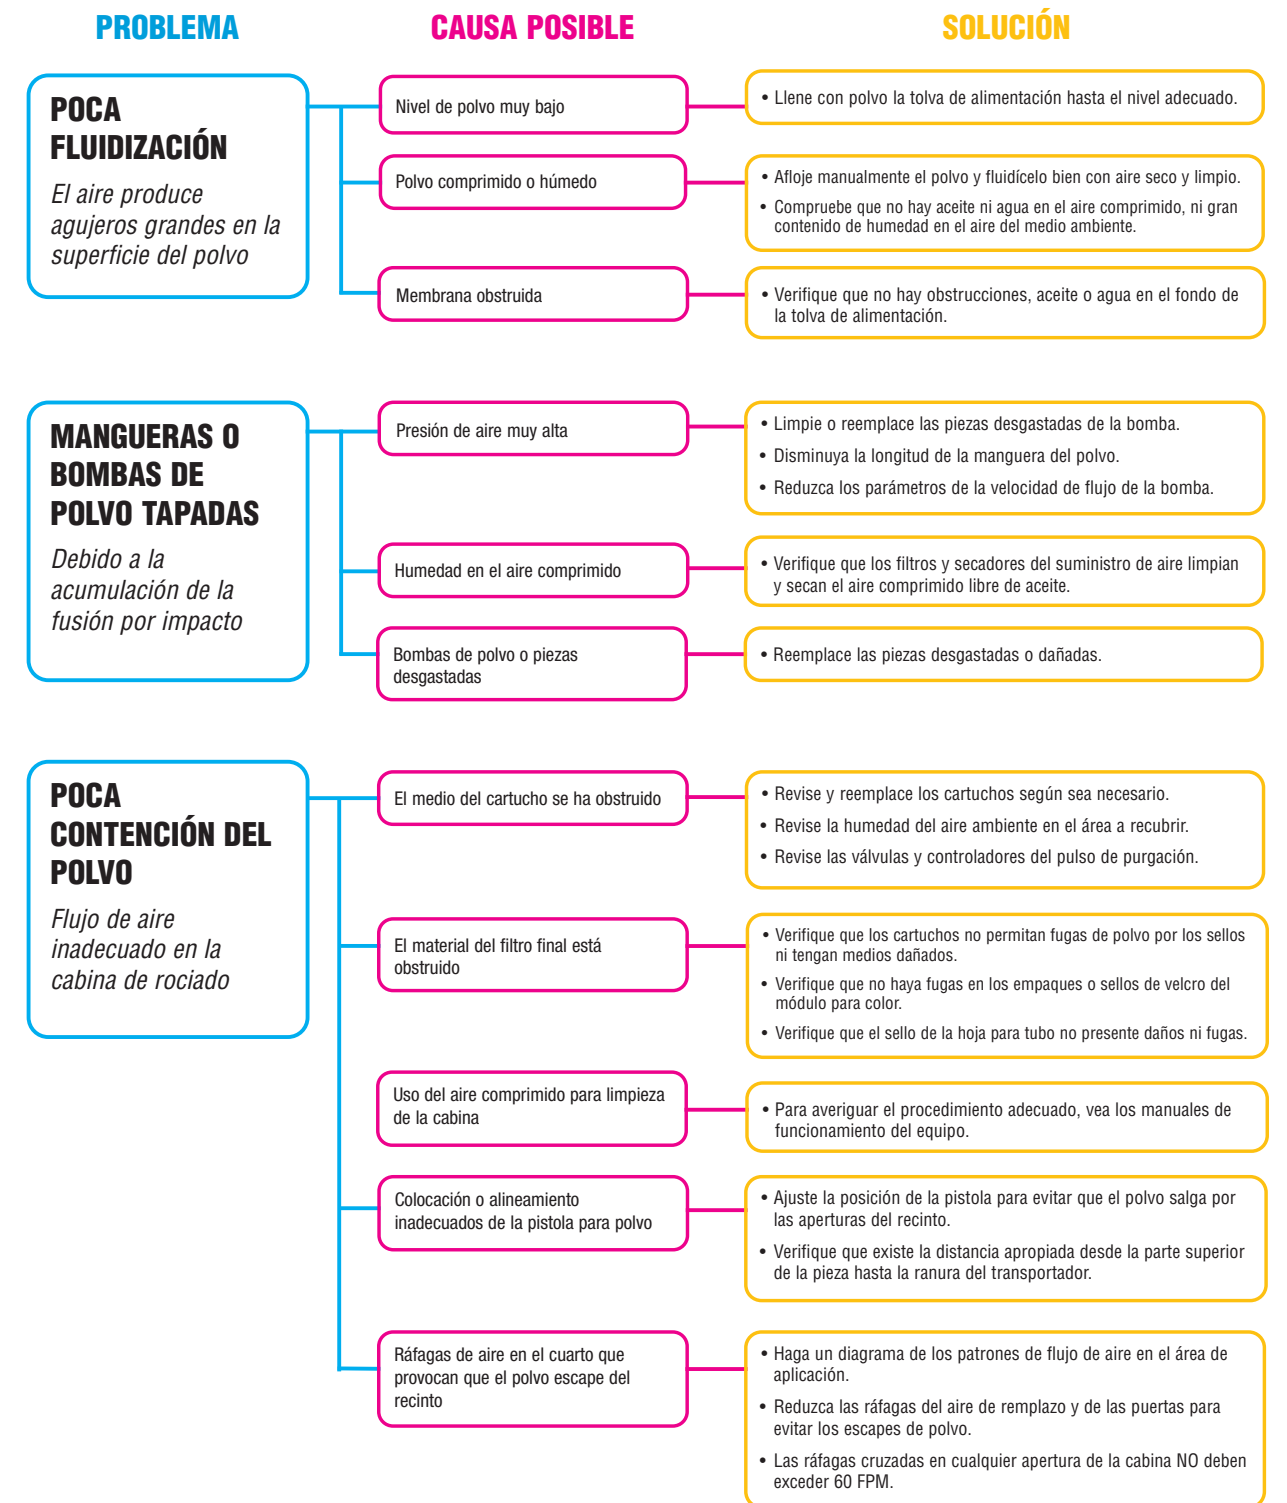 PROBLEMA
CAUSA POSIBLE
SOLUCIÓN
POCA
FLUIDIZACIÓN
El aire produce
agujeros grandes en la
superficie del polvo
Nivel de polvo muy bajo
• Llene con polvo la tolva de alimentación hasta el nivel adecuado.
Polvo comprimido o húmedo
• Afloje manualmente el polvo y fluidícelo bien con aire seco y limpio.
• Compruebe que no hay aceite ni agua en el aire comprimido, ni gran
contenido de humedad en el aire del medio ambiente.
Membrana obstruida
• Verifique que no hay obstrucciones, aceite o agua en el fondo de
la tolva de alimentación.
MANGUERAS O
BOMBAS DE
POLVO TAPADAS
Debido a la
acumulación de la
fusión por impacto
Presión de aire muy alta
• Limpie o reemplace las piezas desgastadas de la bomba.
• Disminuya la longitud de la manguera del polvo.
• Reduzca los parámetros de la velocidad de flujo de la bomba.
Humedad en el aire comprimido
• Verifique que los filtros y secadores del suministro de aire limpian
y secan el aire comprimido libre de aceite.
Bombas de polvo o piezas
desgastadas
• Reemplace las piezas desgastadas o dañadas.
POCA
CONTENCIÓN DEL
POLVO
Flujo de aire
inadecuado en la
cabina de rociado
El medio del cartucho se ha obstruido
• Revise y reemplace los cartuchos según sea necesario.
• Revise la humedad del aire ambiente en el área a recubrir.
• Revise las válvulas y controladores del pulso de purgación.
El material del filtro final está
obstruido
• Verifique que los cartuchos no permitan fugas de polvo por los sellos
ni tengan medios dañados.
• Verifique que no haya fugas en los empaques o sellos de velcro del
módulo para color.
• Verifique que el sello de la hoja para tubo no presente daños ni fugas.
Uso del aire comprimido para limpieza
de la cabina
• Para averiguar el procedimiento adecuado, vea los manuales de
funcionamiento del equipo.
Colocación o alineamiento
inadecuados de la pistola para polvo
• Ajuste la posición de la pistola para evitar que el polvo salga por
las aperturas del recinto.
• Verifique que existe la distancia apropiada desde la parte superior
de la pieza hasta la ranura del transportador.
Ráfagas de aire en el cuarto que
provocan que el polvo escape del
recinto
• Haga un diagrama de los patrones de flujo de aire en el área de
aplicación.
• Reduzca las ráfagas del aire de remplazo y de las puertas para
evitar los escapes de polvo.
• Las ráfagas cruzadas en cualquier apertura de la cabina NO deben
exceder 60 FPM.